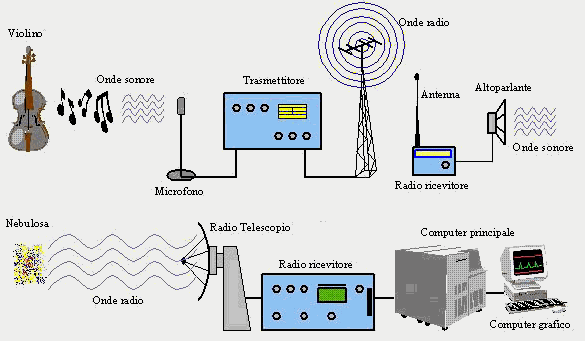 Violino
Onde sonore
Microfono
Trasmettitore
Onde radio
Antenna
Altoparlante
Onde sonore
Radio ricevitore
Nebulosa
Onde radio
Radio Telescopio
Radio ricevitore
Computer principale
Computer grafico